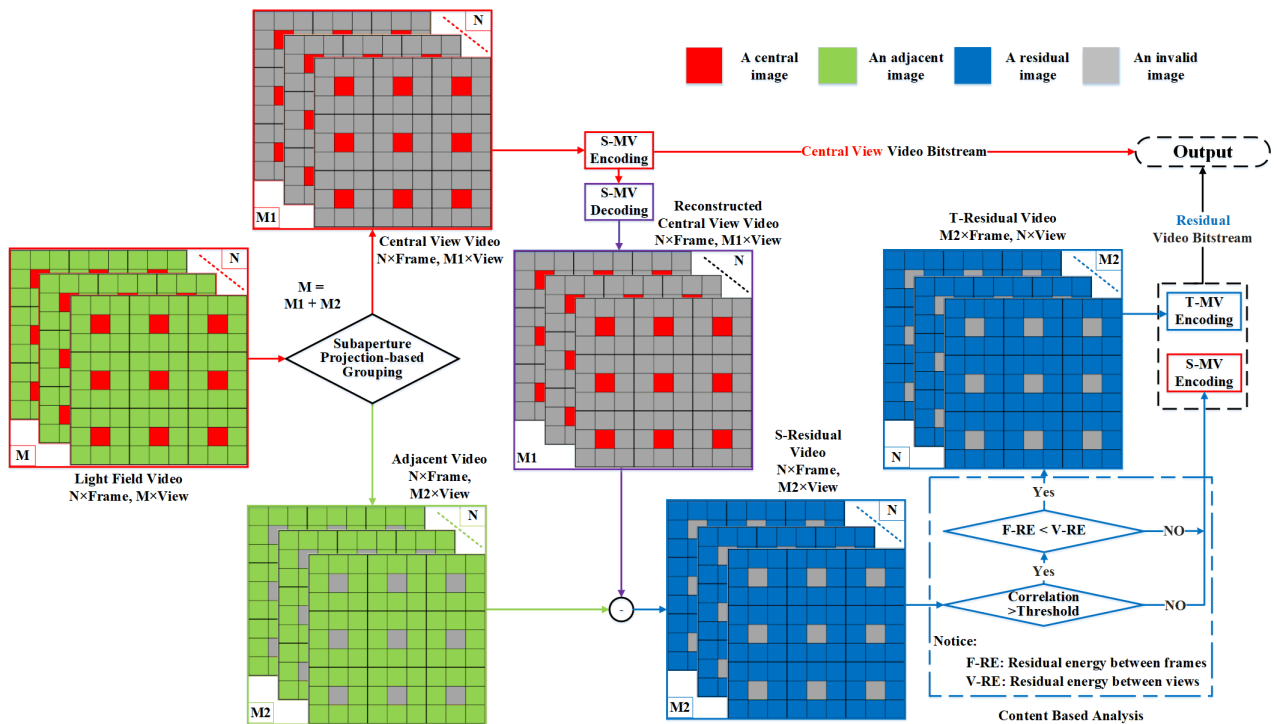 N
M1
A central
image
An adjacent
image
A residual
image
An invalid
image
S-MV
Encoding
Central View Video Bitstream
Output
S-MV
Decoding
Central View Video
N×Frame, M1×View
Reconstructed
Central View Video
N×Frame, M1×View
T-Residual Video
M2×Frame, N×View
Residual
Video Bitstream
N
M
Light Field Video
N×Frame, M×View
M =
M1 + M2
Subaperture
Projection-based
Grouping
N
M1
M2
N
T-MV
Encoding
S-MV
Encoding
Adjacent Video
N×Frame,
M2×View
N
M2
-
S-Residual
Video
N×Frame,
M2×View
N
M2
Yes
F-RE < V-RE
NO
Yes
Correlation
>Threshold
NO
Notice:
F-RE: Residual energy between frames
V-RE: Residual energy between views
Content Based Analysis